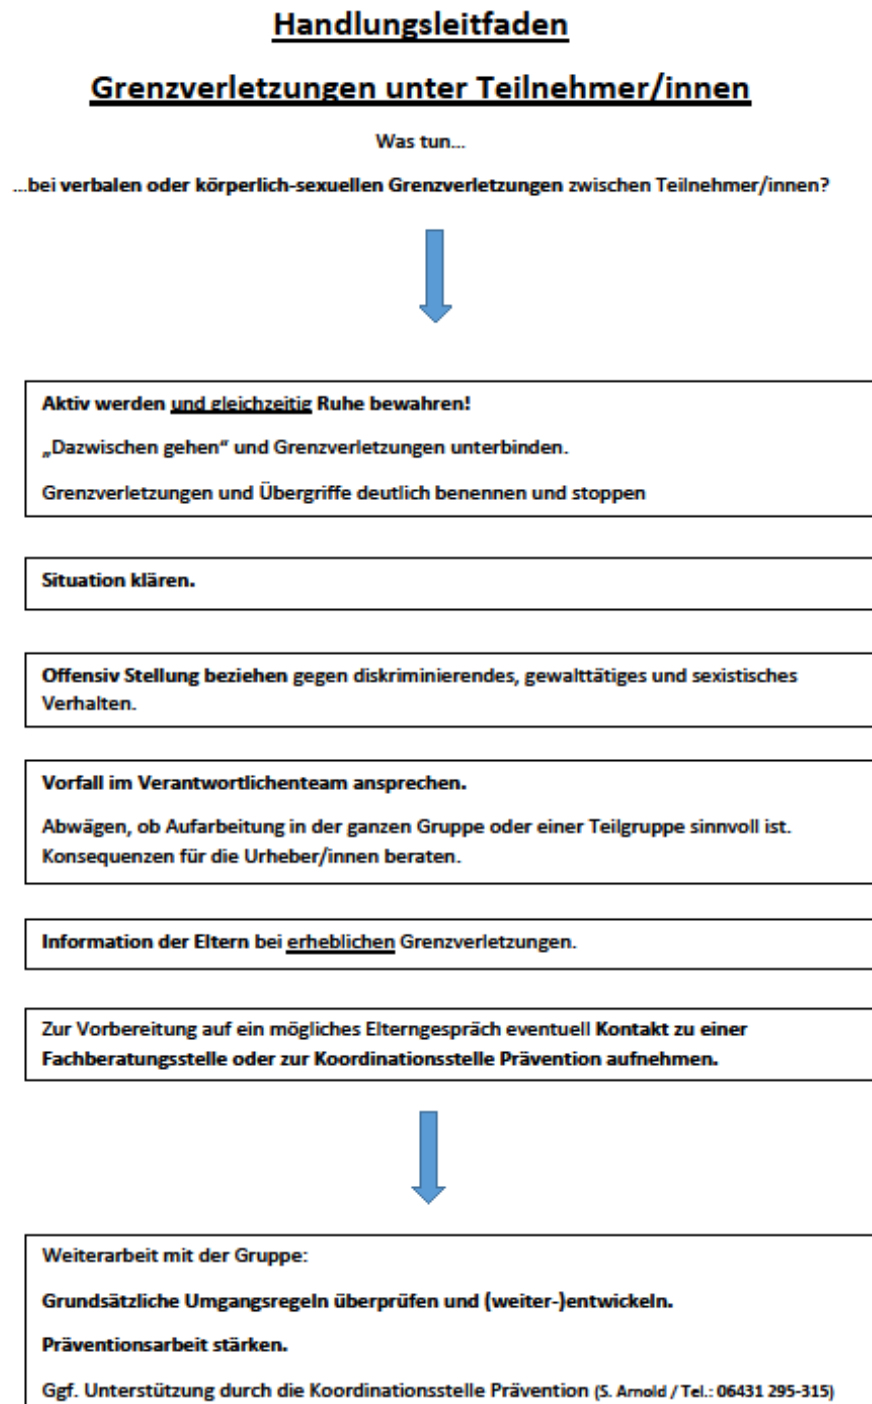 Handlungsleitfaden
Grenzverletzungen unter Teilnehmer/innen
Was tun...
...bei verbalen oder körperlich-sexuellen Grenzverletzungen zwischen Teilnehmer/innen?
Aktiv werden und gleichzeitig Ruhe bewahren!
„Dazwischen gehen“ und Grenzverletzungen unterbinden.
Grenzverletzungen und Übergriffe deutlich benennen und stoppen
Situation klären.
Offensiv Stellung beziehen gegen diskriminierendes, gewalttätiges und sexistisches
Verhalten.
Vorfall im Verantwortlichenteam ansprechen.
Abwägen, ob Aufarbeitung in der ganzen Gruppe oder einer Teilgruppe sinnvoll ist.
Konsequenzen für die Urheber/innen beraten.
Information der Eltern bei erheblichen Grenzverletzungen.
Zur Vorbereitung auf ein mögliches Elterngespräch eventuell Kontakt zu einer
Fachberatungsstelle oder zur Koordinationsstelle Prävention aufnehmen.
Weiterarbeit mit der Gruppe:
Grundsätzliche Umgangsregeln überprüfen und (weiter-)entwickeln.
Präventionsarbeit stärken.
Ggf. Unterstützung durch die Koordinationsstelle Prävention (S. Arnold / Tel.: 06431 295-315)